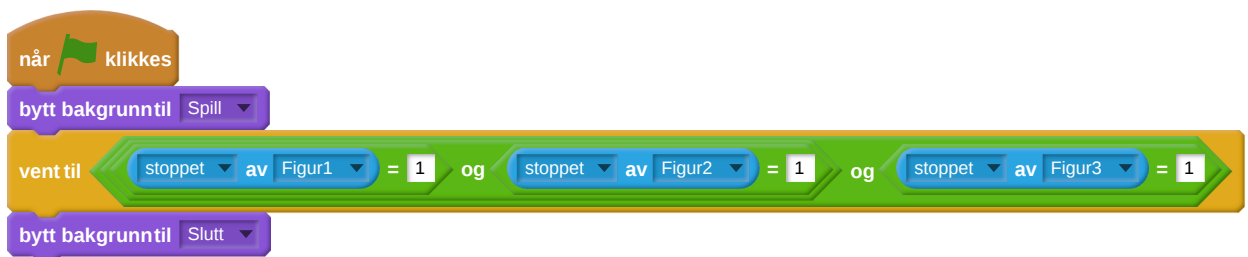 når klikkes
bytt bakgrunn til Spill
vent til stoppet av Figur1 = 1 og stoppet av Figur2 = 1 og stoppet av Figur3 = 1
bytt bakgrunn til Slutt